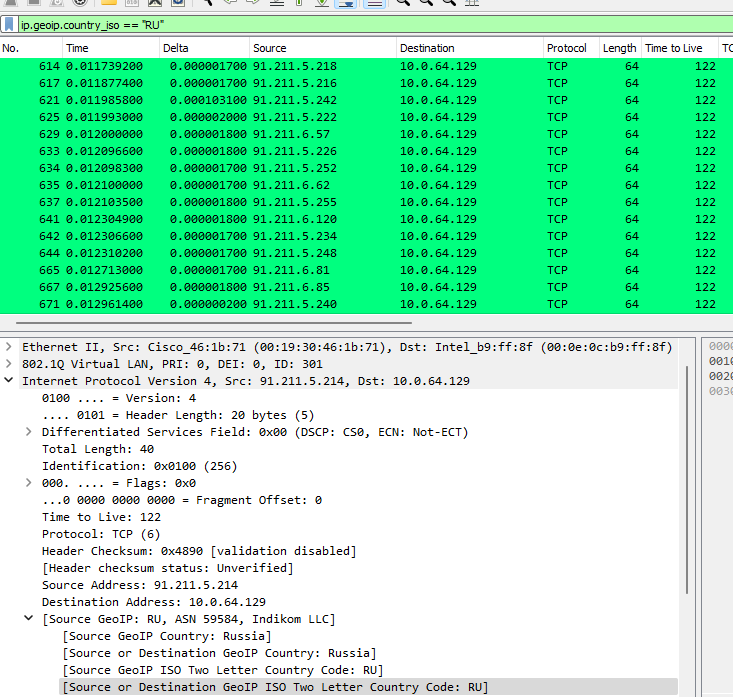 ip.geoip.country_iso == "RU"
No. Time Delta Source Destination Protocol Length Time to Live TC
614 0.011739200 0.000001700 91.211.5.218 10.0.64.129 TCP 64 122
617 0.011877400 0.000001700 91.211.5.216 10.0.64.129 TCP 64 122
621 0.011985800 0.000103100 91.211.5.242 10.0.64.129 TCP 64 122
625 0.011993000 0.000002000 91.211.5.222 10.0.64.129 TCP 64 122
629 0.012000000 0.000001800 91.211.6.57 10.0.64.129 TCP 64 122
633 0.012096600 0.000001800 91.211.5.226 10.0.64.129 TCP 64 122
634 0.012098300 0.000001700 91.211.5.252 10.0.64.129 TCP 64 122
635 0.012100000 0.000001700 91.211.6.62 10.0.64.129 TCP 64 122
637 0.012103500 0.000001800 91.211.5.255 10.0.64.129 TCP 64 122
641 0.012304900 0.000001800 91.211.6.120 10.0.64.129 TCP 64 122
642 0.012306600 0.000001700 91.211.5.234 10.0.64.129 TCP 64 122
644 0.012310200 0.000001700 91.211.5.248 10.0.64.129 TCP 64 122
665 0.012713000 0.000001700 91.211.6.81 10.0.64.129 TCP 64 122
667 0.012925600 0.000001800 91.211.6.85 10.0.64.129 TCP 64 122
671 0.012961400 0.000000200 91.211.5.240 10.0.64.129 TCP 64 122
Ethernet II, Src: Cisco_46:1b:71 (00:19:30:46:1b:71), Dst: Intel_b9:ff:8f (00:0e:0c:b9:ff:8f)
802.1Q Virtual LAN, PRI: 0, DEI: 0, ID: 301
Internet Protocol Version 4, Src: 91.211.5.214, Dst: 10.0.64.129
0100 .... = Version: 4
.... 0101 = Header Length: 20 bytes (5)
Differentiated Services Field: 0x00 (DSCP: CS0, ECN: Not-ECT)
Total Length: 40
Identification: 0x0100 (256)
000. .... = Flags: 0x0
...0 0000 0000 0000 = Fragment Offset: 0
Time to Live: 122
Protocol: TCP (6)
Header Checksum: 0x4890 [validation disabled]
[Header checksum status: Unverified]
Source Address: 91.211.5.214
Destination Address: 10.0.64.129
[Source GeoIP: RU, ASN 59584, Indikom LLC]
[Source GeoIP Country: Russia]
[Source or Destination GeoIP Country: Russia]
[Source GeoIP ISO Two Letter Country Code: RU]
[Source or Destination GeoIP ISO Two Letter Country Code: RU]
0000
0010
0020
0030